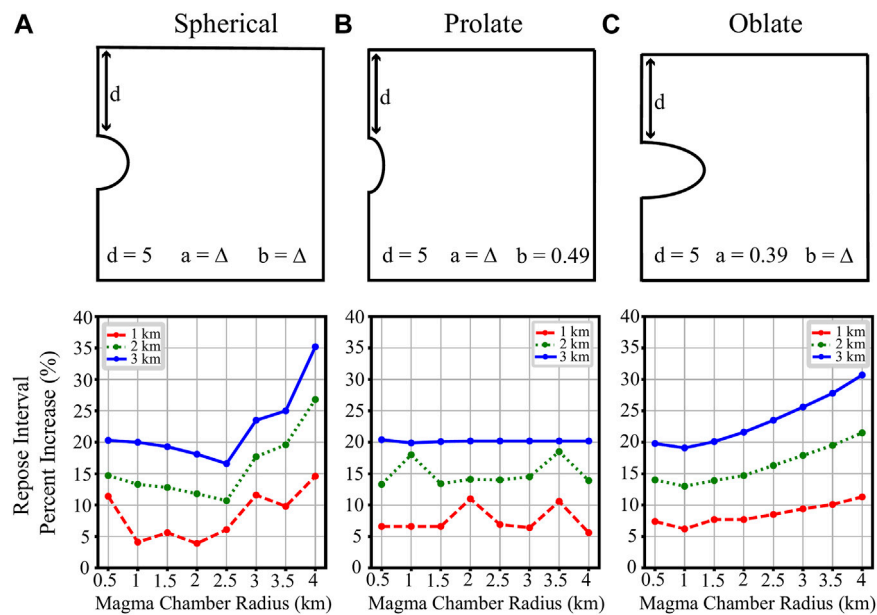 A Spherical
B Prolate
C Oblate
d
d
d
d = 5 a = Δ b = Δ
d = 5 a = Δ b = 0.49
d = 5 a = 0.39 b = Δ
Repose Interval
Percent Increase (%)
40
35
30
25
20
15
10
5
0
1 km
2 km
3 km
0.5 1 1.5 2 2.5 3 3.5 4
Magma Chamber Radius (km)
40
35
30
25
20
15
10
5
0
1 km
2 km
3 km
0.5 1 1.5 2 2.5 3 3.5 4
Magma Chamber Radius (km)
40
35
30
25
20
15
10
5
0
1 km
2 km
3 km
0.5 1 1.5 2 2.5 3 3.5 4
Magma Chamber Radius (km)